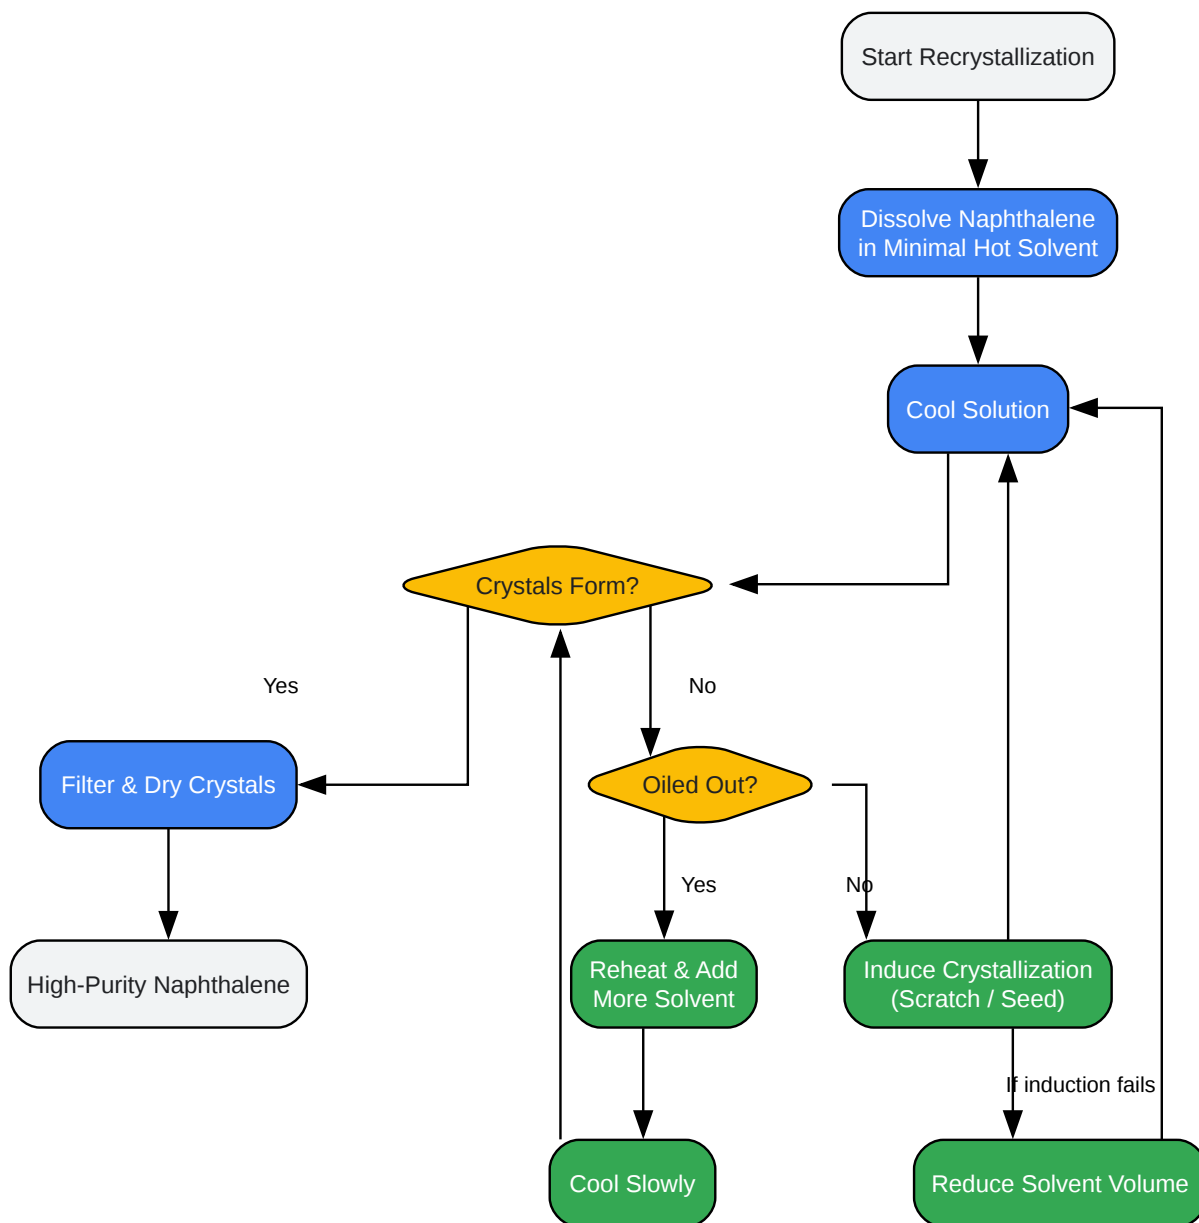 Start Recrystallization
Dissolve Naphthalene
in Minimal Hot Solvent
Cool Solution
Crystals Form?
Yes
No
Filter & Dry Crystals
Oiled Out?
Yes
No
High-Purity Naphthalene
Reheat & Add
More Solvent
Induce Crystallization
(Scratch / Seed)
If induction fails
Cool Slowly
Reduce Solvent Volume